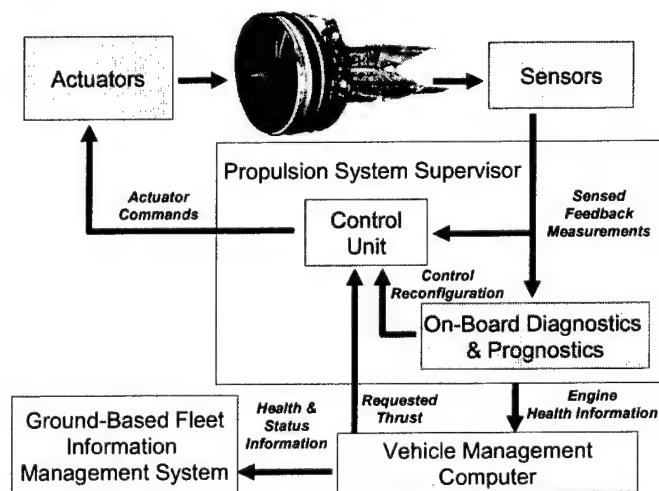 Actuators
Sensors
Propulsion System Supervisor
Actuator
Commands
Control
Unit
Sensed
Feedback
Measurements
Control
Reconfiguration
On-Board Diagnostics
& Prognostics
Ground-Based Fleet
Information
Management System
Health &
Status
Information
Requested
Thrust
Engine
Health Information
Vehicle Management
Computer